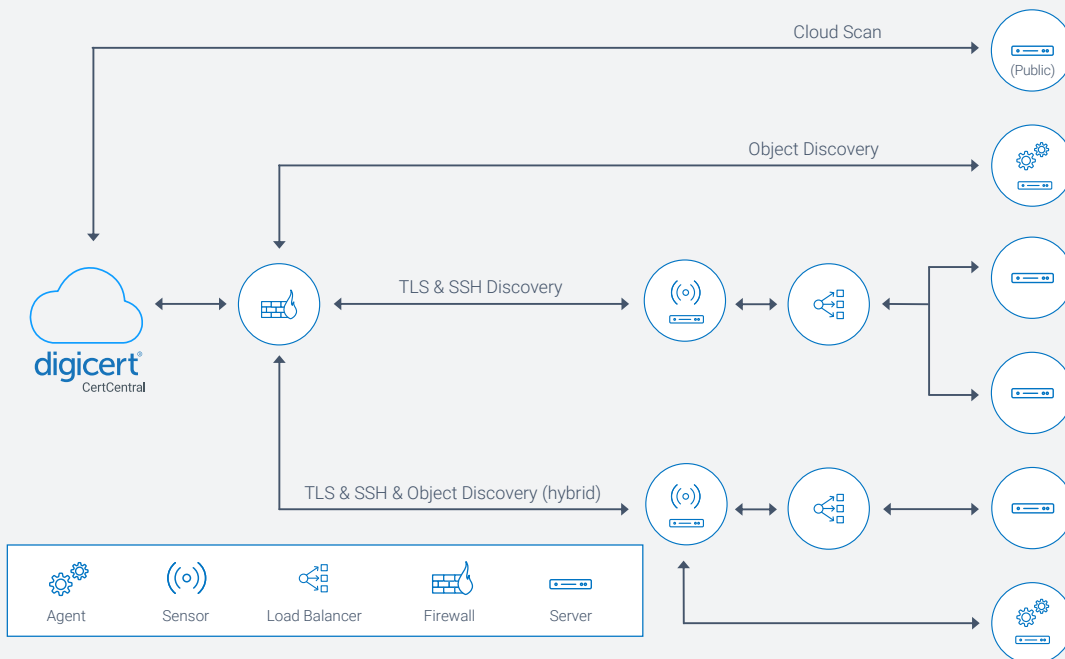 Cloud Scan
(Public)
Object Discovery
TLS & SSH Discovery
digicert®
CertCentral
TLS & SSH & Object Discovery (hybrid)
Agent
Sensor
Load Balancer
Firewall
Server